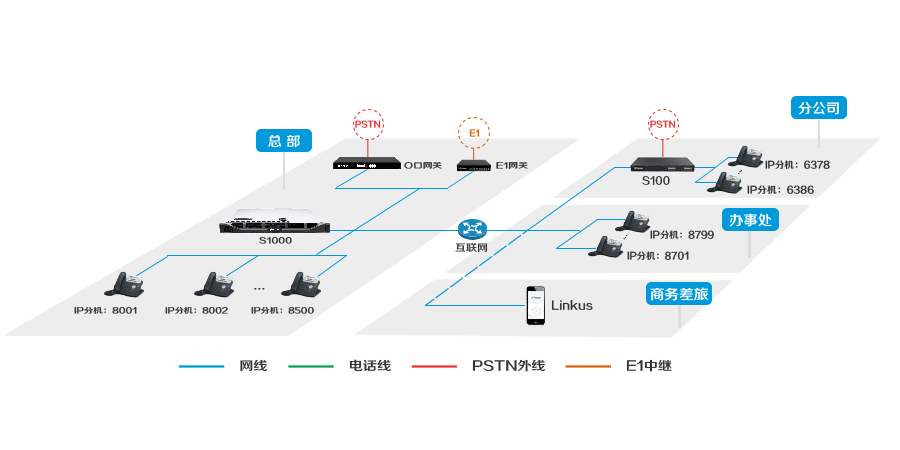 分公司
PSTN
E1
PSTN
总部
O口网关
E1网关
S100
IP分机：6378
IP分机：6386
办事处
S1000
互联网
IP分机：8799
IP分机：8701
IP分机：8001
IP分机：8002
...
IP分机：8500
商务差旅
Linkus
网线
电话线
PSTN外线
E1中继